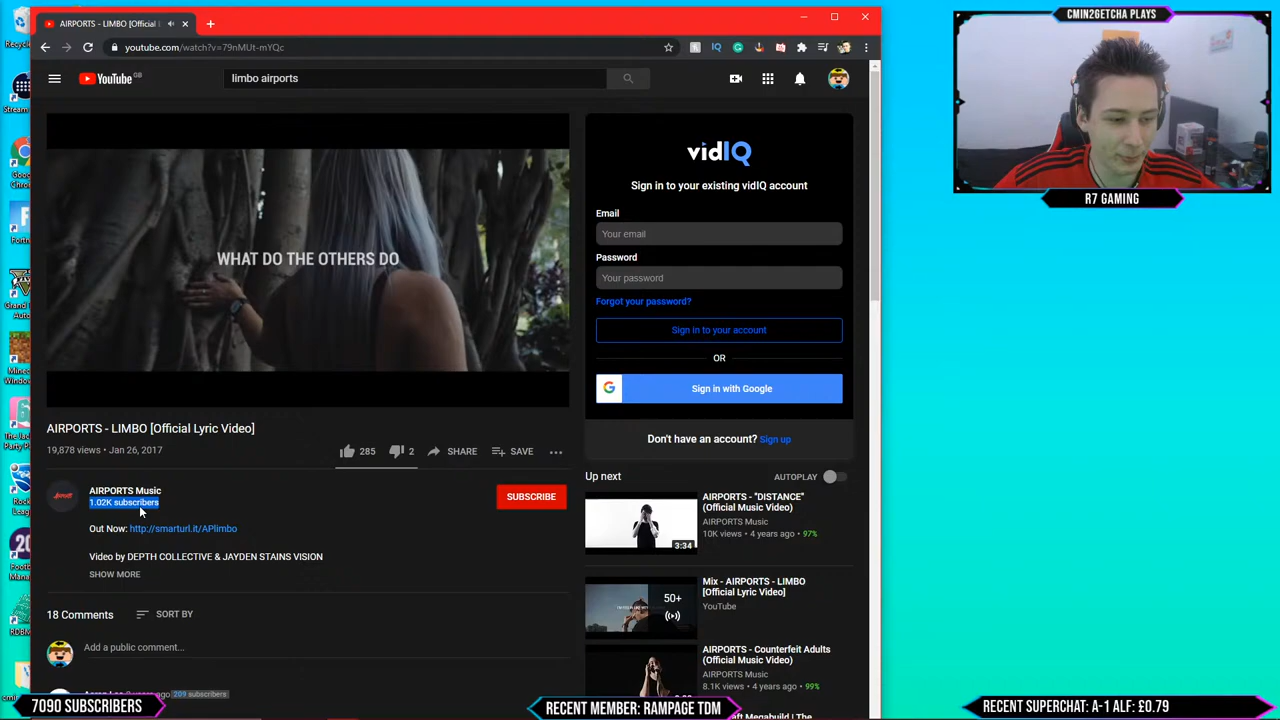 AIRPORTS - LIMBO [Official
youtube.com/watch?v=79nMUt-mYQc
YouTube GB
limbo airports
WHAT DO THE OTHERS DO
AIRPORTS - LIMBO [Official Lyric Video]
19,878 views • Jan 26, 2017
285
2
SHARE
SAVE
AIRPORTS Music
1.02K subscribers
SUBSCRIBE
Out Now: http://smarturl.it/APlimbo
Video by DEPTH COLLECTIVE & JAYDEN STAINS VISION
SHOW MORE
18 Comments
SORT BY
Add a public comment...
209 subscribers
vidIQ
Sign in to your existing vidIQ account
Email
Your email
Password
Your password
Forgot your password?
Sign in to your account
OR
Sign in with Google
Don't have an account? Sign up
Up next
AUTOPLAY
3:34
AIRPORTS - "DISTANCE"
(Official Music Video)
AIRPORTS Music
10K views • 4 years ago • 97%
50+
Mix - AIRPORTS - LIMBO
[Official Lyric Video]
YouTube
AIRPORTS - Counterfeit Adults
(Official Music Video)
AIRPORTS Music
8.1K views • 4 years ago • 99%
CMIN2GETCHA PLAYS
R7 GAMING
7090 SUBSCRIBERS
RECENT MEMBER: RAMPAGE TDM
RECENT SUPERCHAT: A-1 ALF: £0.79